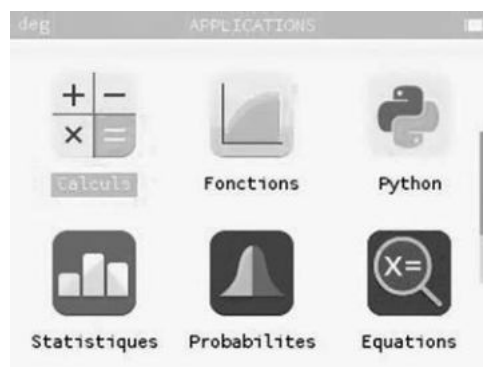 deg APPLICATIONS
Calculs Fonctions Python
Statistiques Probabilites Equations
X=